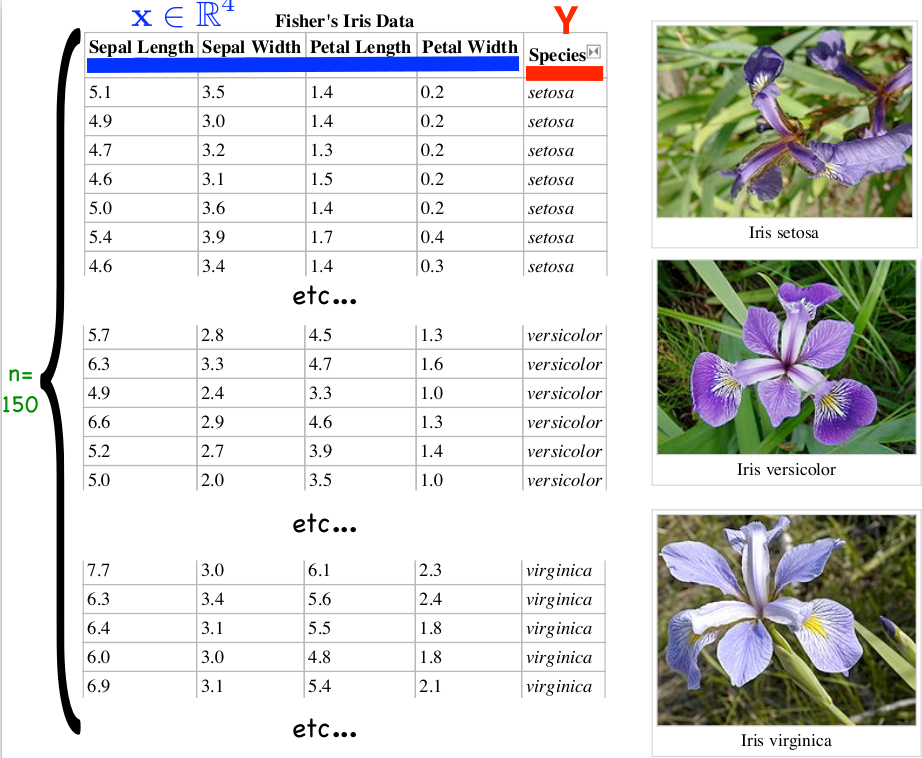 x ∈ ℝ⁴
Fisher's Iris Data
Y
Sepal Length Sepal Width Petal Length Petal Width Species
5.1 3.5 1.4 0.2 setosa
4.9 3.0 1.4 0.2 setosa
4.7 3.2 1.3 0.2 setosa
4.6 3.1 1.5 0.2 setosa
5.0 3.6 1.4 0.2 setosa
5.4 3.9 1.7 0.4 setosa
4.6 3.4 1.4 0.3 setosa
etc...
5.7 2.8 4.5 1.3 versicolor
6.3 3.3 4.7 1.6 versicolor
4.9 2.4 3.3 1.0 versicolor
6.6 2.9 4.6 1.3 versicolor
5.2 2.7 3.9 1.4 versicolor
5.0 2.0 3.5 1.0 versicolor
etc...
7.7 3.0 6.1 2.3 virginica
6.3 3.4 5.6 2.4 virginica
6.4 3.1 5.5 1.8 virginica
6.0 3.0 4.8 1.8 virginica
6.9 3.1 5.4 2.1 virginica
etc...
n=
150
Iris setosa
Iris versicolor
Iris virginica